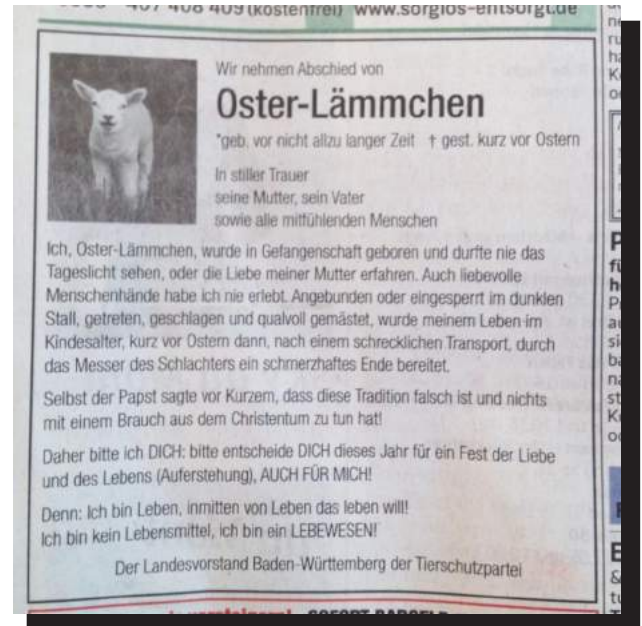 407 408 409 (kostenfrei) www.sorglos-entsorgt.de
Wir nehmen Abschied von
Oster-Lämmchen
*geb. vor nicht allzu langer Zeit † gest. kurz vor Ostern
In stiller Trauer
seine Mutter, sein Vater
sowie alle mitfühlenden Menschen
Ich, Oster-Lämmchen, wurde in Gefangenschaft geboren und durfte nie das
Tageslicht sehen, oder die Liebe meiner Mutter erfahren. Auch liebevolle
Menschenhände habe ich nie erlebt. Angebunden oder eingesperrt im dunklen
Stall, getreten, geschlagen und qualvoll gemästet, wurde meinem Leben im
Kindesalter, kurz vor Ostern dann, nach einem schrecklichen Transport, durch
das Messer des Schlachters ein schmerzhaftes Ende bereitet.
Selbst der Papst sagte vor Kurzem, dass diese Tradition falsch ist und nichts
mit einem Brauch aus dem Christentum zu tun hat!
Daher bitte ich DICH: bitte entscheide DICH dieses Jahr für ein Fest der Liebe
und des Lebens (Auferstehung), AUCH FÜR MICH!
Denn: Ich bin Leben, inmitten von Leben das leben will!
Ich bin kein Lebensmittel, ich bin ein LEBEWESEN!
Der Landesvorstand Baden-Württemberg der Tierschutzpartei